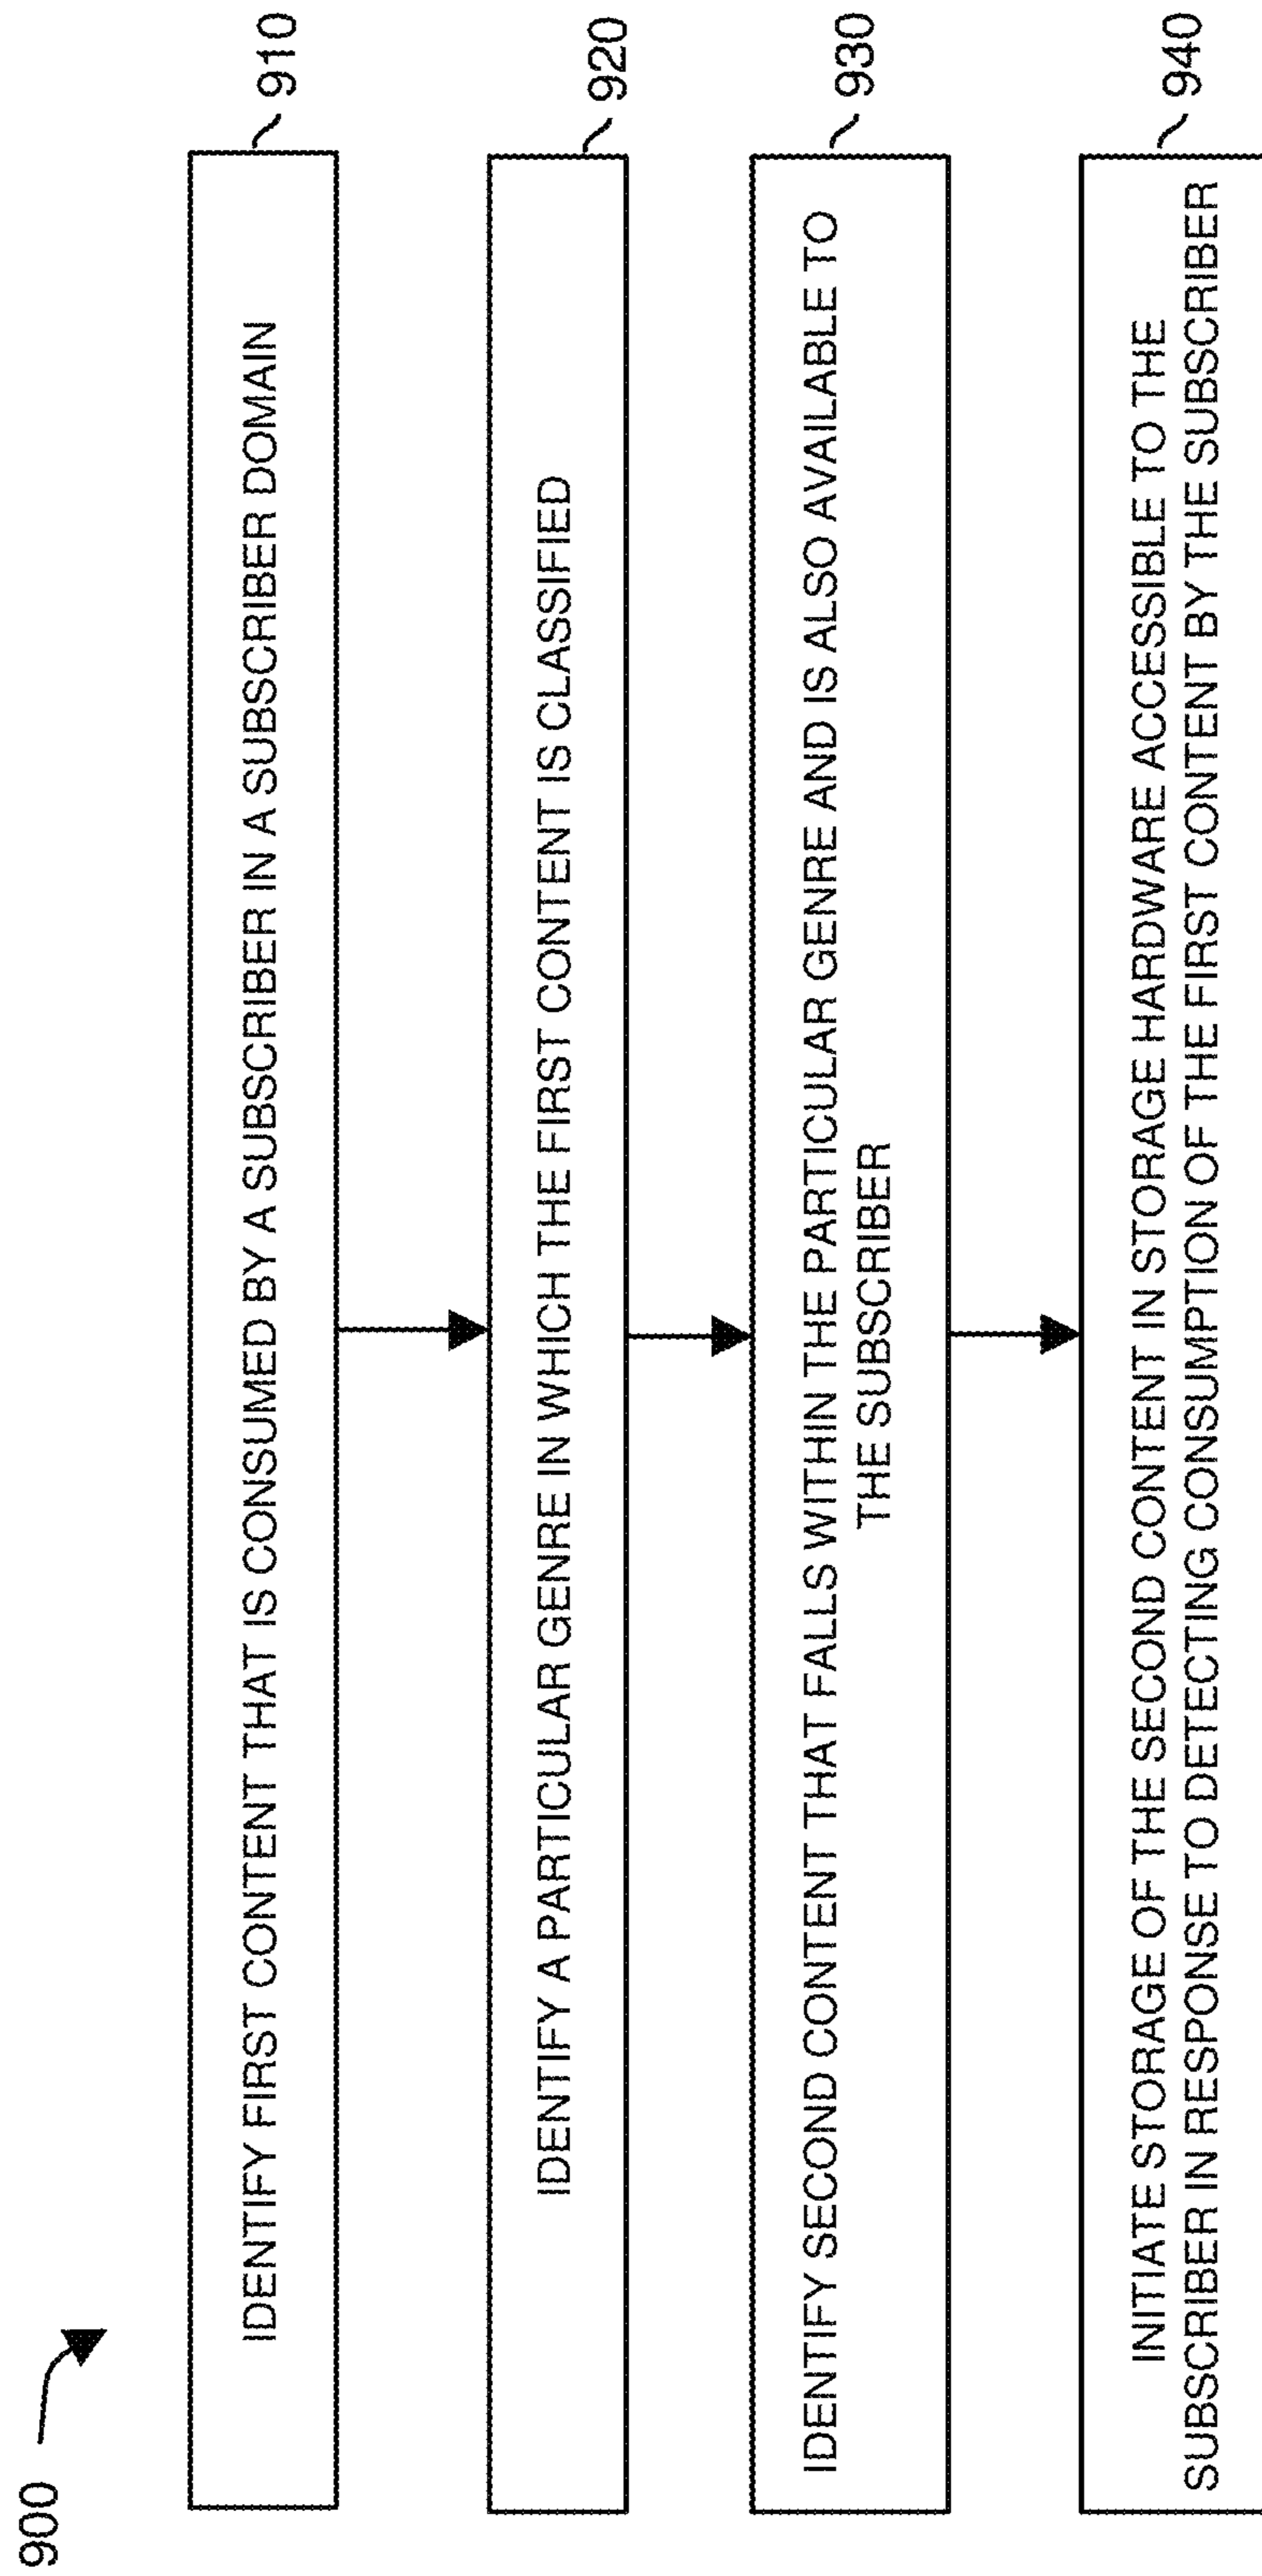 900
IDENTIFY FIRST CONTENT THAT IS CONSUMED BY A SUBSCRIBER IN A SUBSCRIBER DOMAIN
910
IDENTIFY A PARTICULAR GENRE IN WHICH THE FIRST CONTENT IS CLASSIFIED
920
IDENTIFY SECOND CONTENT THAT FALLS WITHIN THE PARTICULAR GENRE AND IS ALSO AVAILABLE TO
THE SUBSCRIBER
930
INITIATE STORAGE OF THE SECOND CONTENT IN STORAGE HARDWARE ACCESSIBLE TO THE
SUBSCRIBER IN RESPONSE TO DETECTING CONSUMPTION OF THE FIRST CONTENT BY THE SUBSCRIBER
940